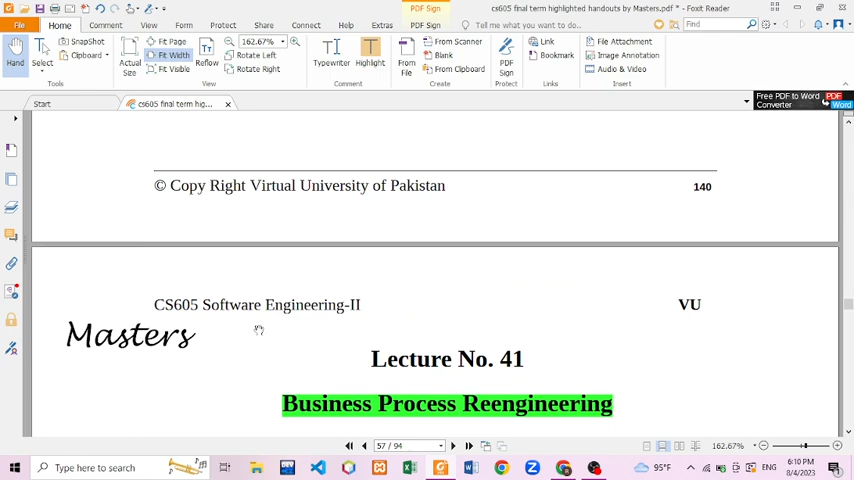 cs605 final term highlighted handouts by Masters.pdf * - Foxit Reader
PDF Sign
File Home Comment View Form Protect Share Connect Help Extras PDF Sign Tell me what you want to do... Find
Hand
Select
SnapShot
Clipboard
Tools
Actual Size
Fit Page
Fit Width
Fit Visible
Reflow
162.67%
Rotate Left
Rotate Right
View
Typewriter
Highlight
Comment
From File
From Scanner
Blank
From Clipboard
Create
PDF Sign
Protect
Link
Bookmark
Links
File Attachment
Image Annotation
Audio & Video
Insert
Start cs605 final term hig...
Free PDF to Word Converter
PDF Word
© Copy Right Virtual University of Pakistan 140
CS605 Software Engineering-II VU
Masters
Lecture No. 41
Business Process Reengineering
57 / 94 162.67%
Type here to search 95°F ENG 6:10 PM
8/4/2023